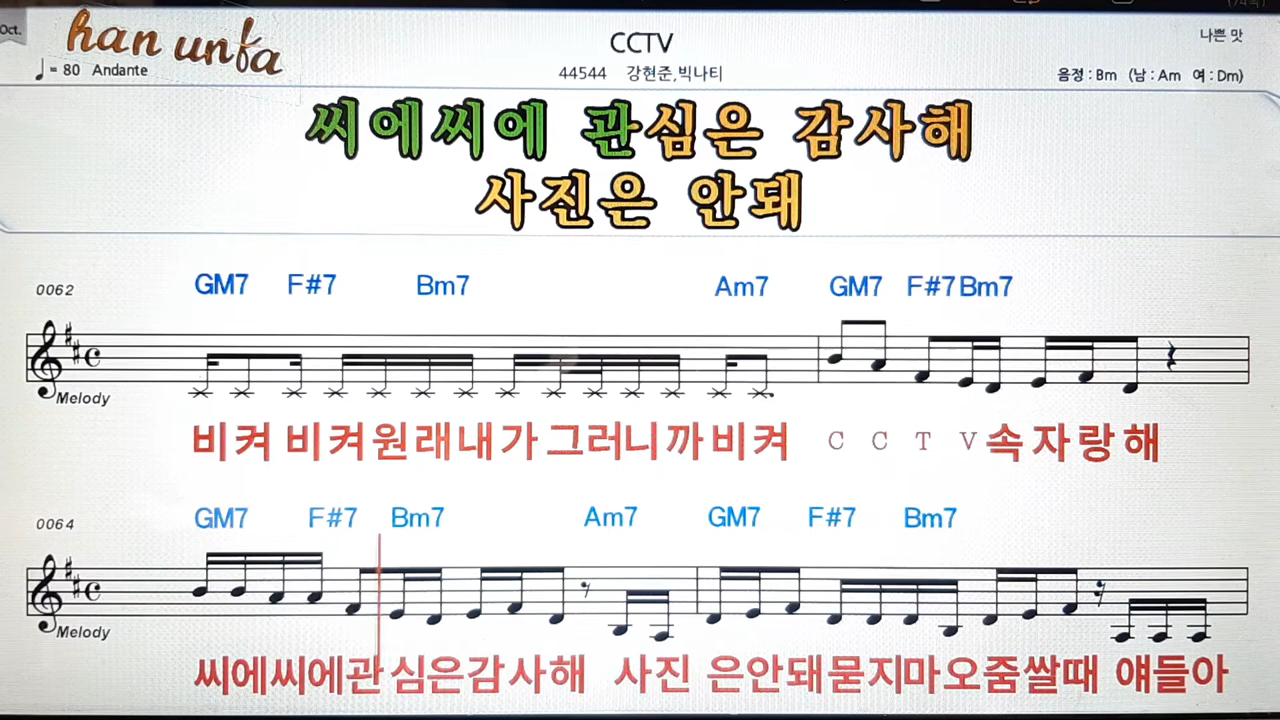 Oct.
han unfa
CCTV
나쁜 맛
♩= 80 Andante
44544 강현준,빅나티
음정 : Bm (남 : Am 여 : Dm)
씨에씨에 관심은 감사해
사진은 안돼
0062 GM7 F#7 Bm7 Am7 GM7 F#7 Bm7
Melody
비켜 비켜원래내가그러니까비켜 C C T V속자랑해
0064 GM7 F#7 Bm7 Am7 GM7 F#7 Bm7
Melody
씨에씨에관심은감사해 사진 은안돼묻지마오줌쌀때 얘들아